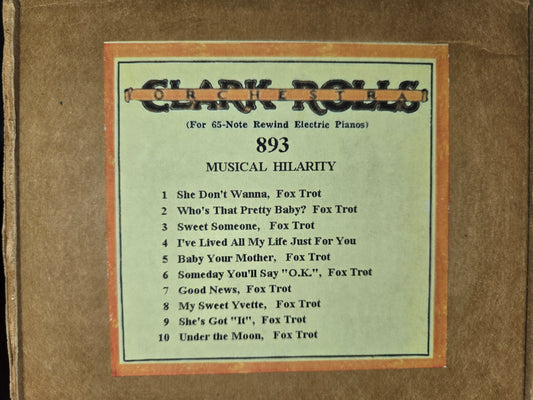 CLARK ROLLS
ORCHESTRA
(For 65-Note Rewind Electric Pianos)
893
MUSICAL HILARITY
1 She Don't Wanna, Fox Trot
2 Who's That Pretty Baby? Fox Trot
3 Sweet Someone, Fox Trot
4 I've Lived All My Life Just For You
5 Baby Your Mother, Fox Trot
6 Someday You'll Say "O.K.", Fox Trot
7 Good News, Fox Trot
8 My Sweet Yvette, Fox Trot
9 She's Got "It", Fox Trot
10 Under the Moon, Fox Trot